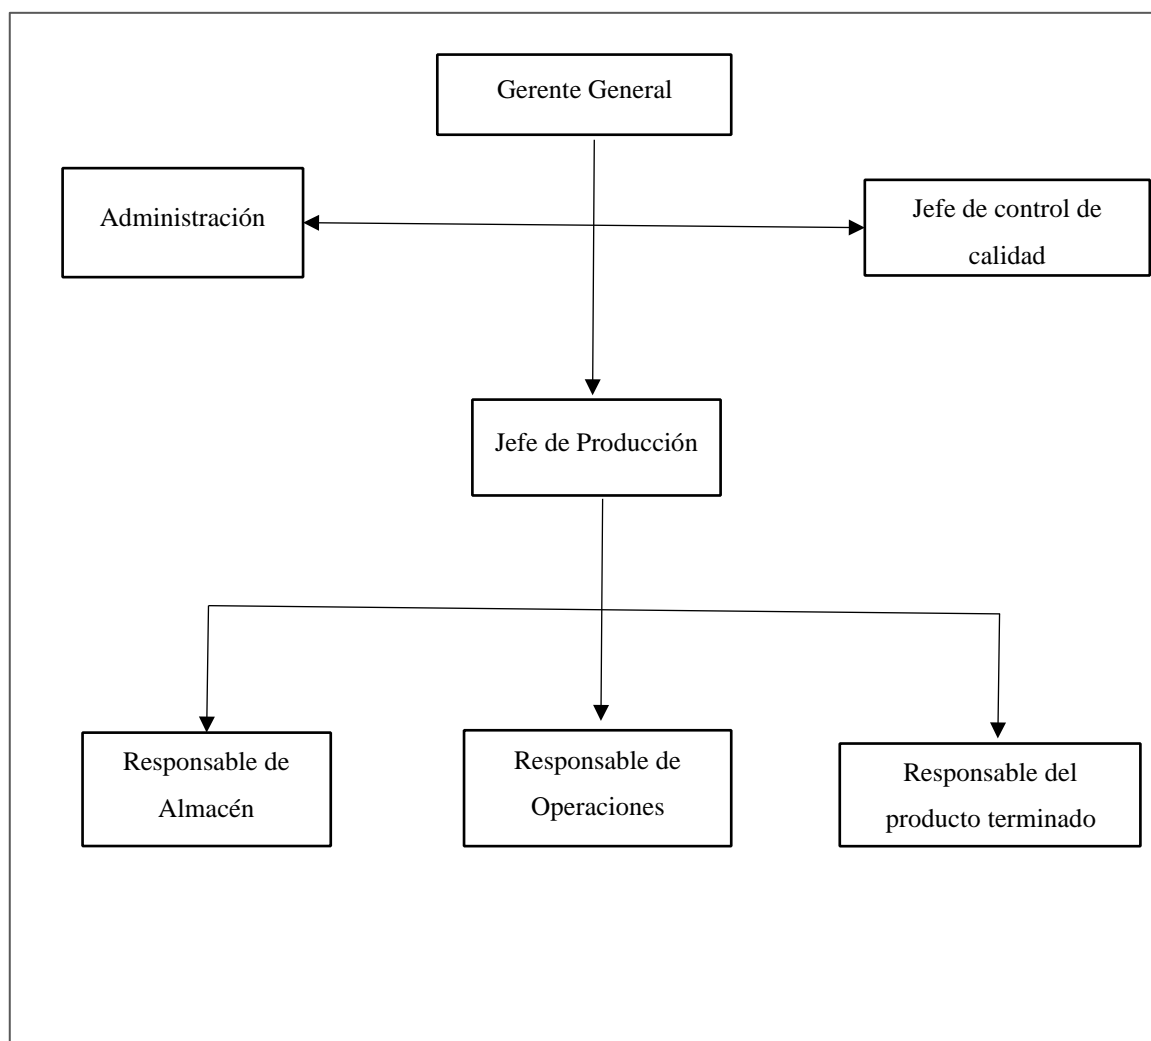 Gerente General
Administración
Jefe de control de
calidad
Jefe de Producción
Responsable de
Almacén
Responsable de
Operaciones
Responsable del
producto terminado